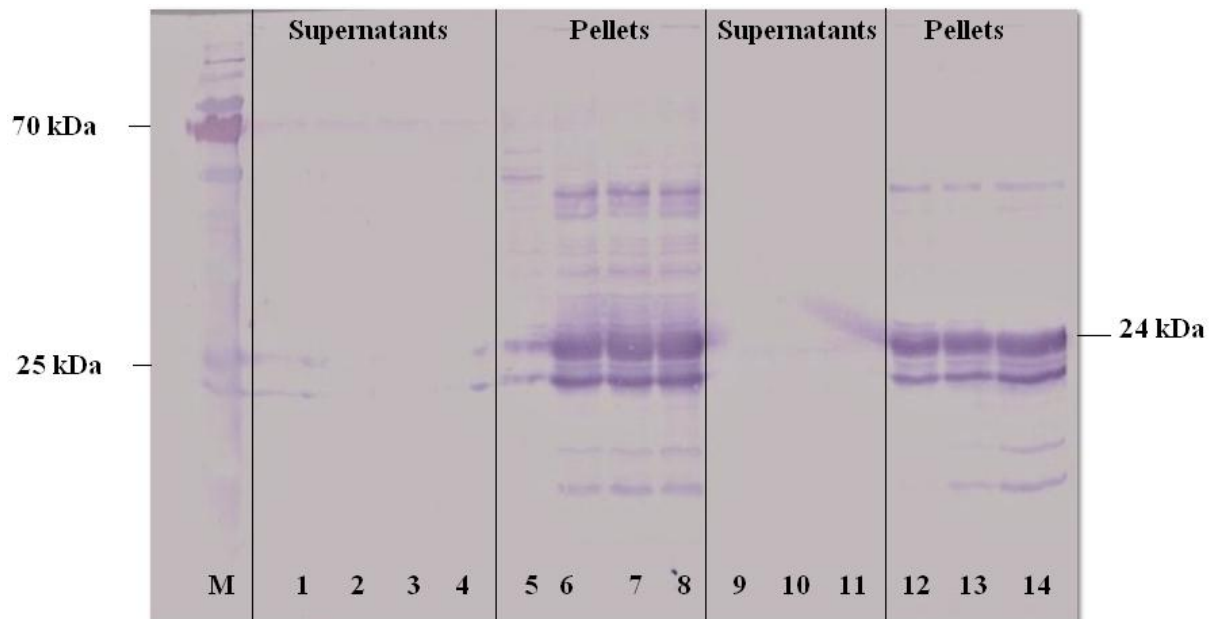 Supernatants Pellets Supernatants Pellets
70 kDa
24 kDa
25 kDa
M 1 2 3 4 5 6 7 8 9 10 11 12 13 14